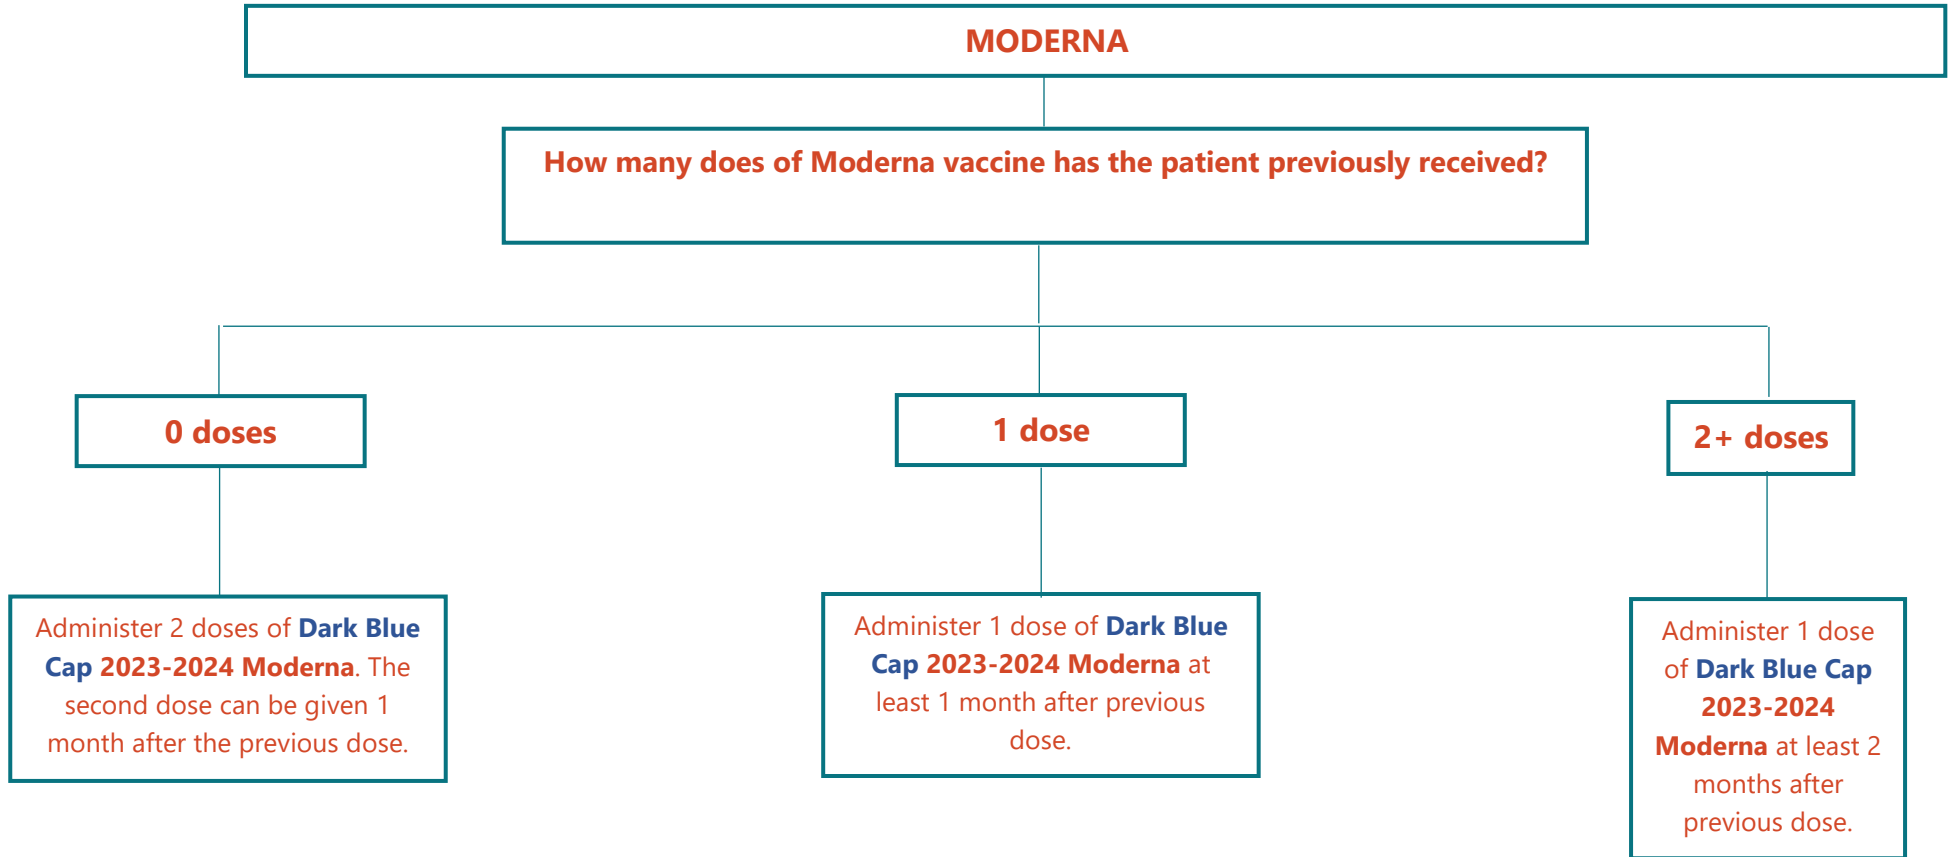 MODERNA
How many does of Moderna vaccine has the patient previously received?
0 doses
1 dose
2+ doses
Administer 2 doses of Dark Blue
Cap 2023-2024 Moderna. The
second dose can be given 1
month after the previous dose.
Administer 1 dose of Dark Blue
Cap 2023-2024 Moderna at
least 1 month after previous
dose.
Administer 1 dose
of Dark Blue Cap
2023-2024
Moderna at least 2
months after
previous dose.